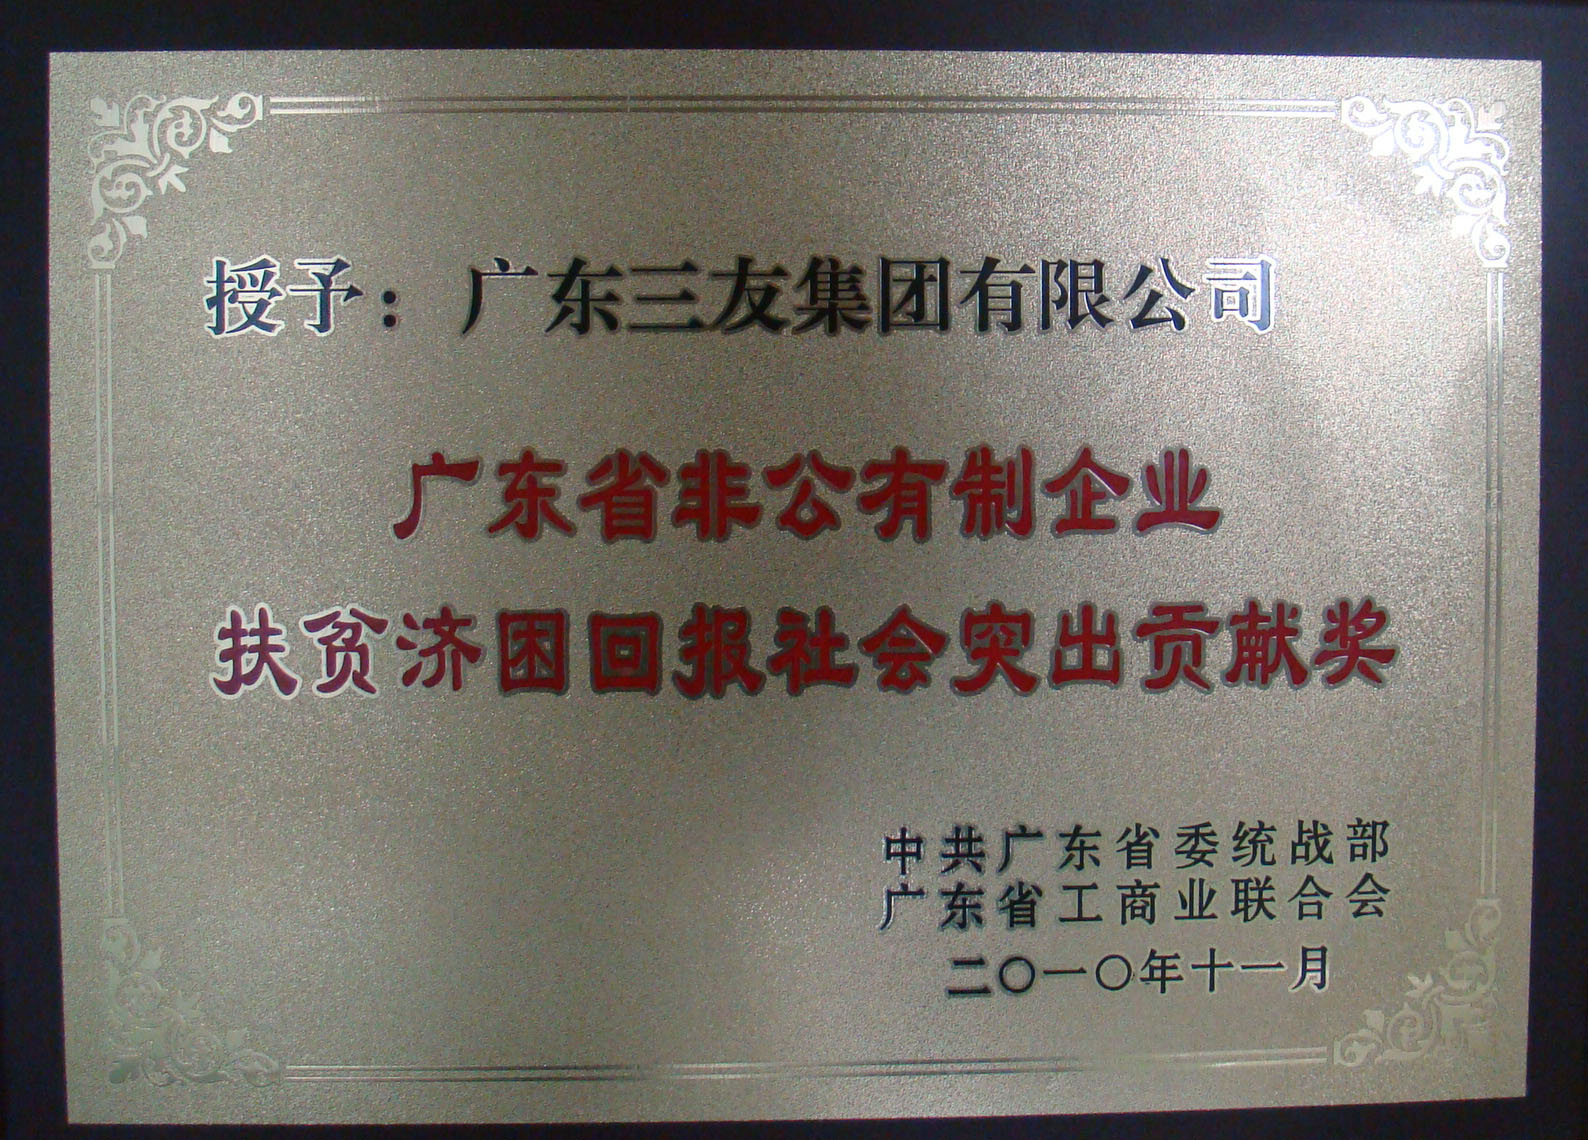 授予：广东三友集团有限公司
广东省非公有制企业
扶贫济困回报社会突出贡献奖
中共广东省委统战部
广东省工商业联合会
二〇一〇年十一月